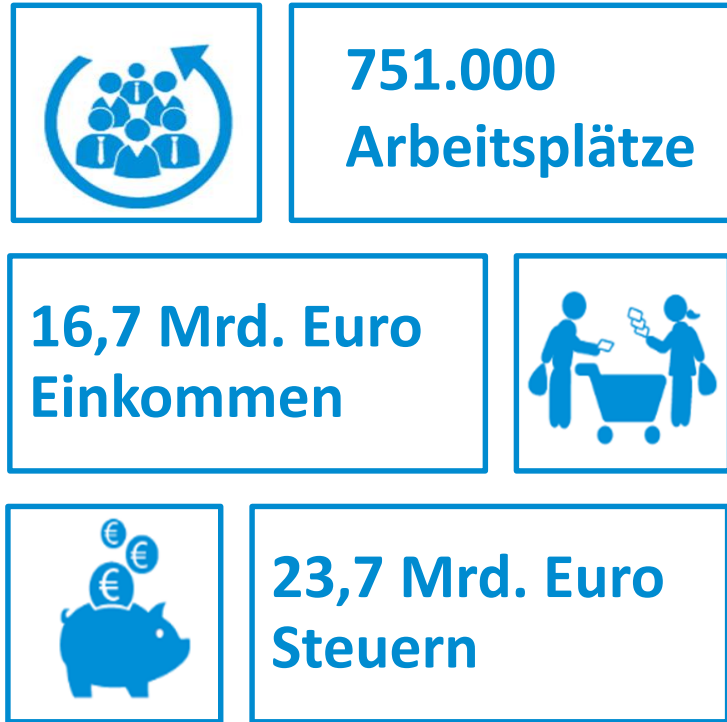 751.000
Arbeitsplätze
16,7 Mrd. Euro
Einkommen
€
€
€
23,7 Mrd. Euro
Steuern